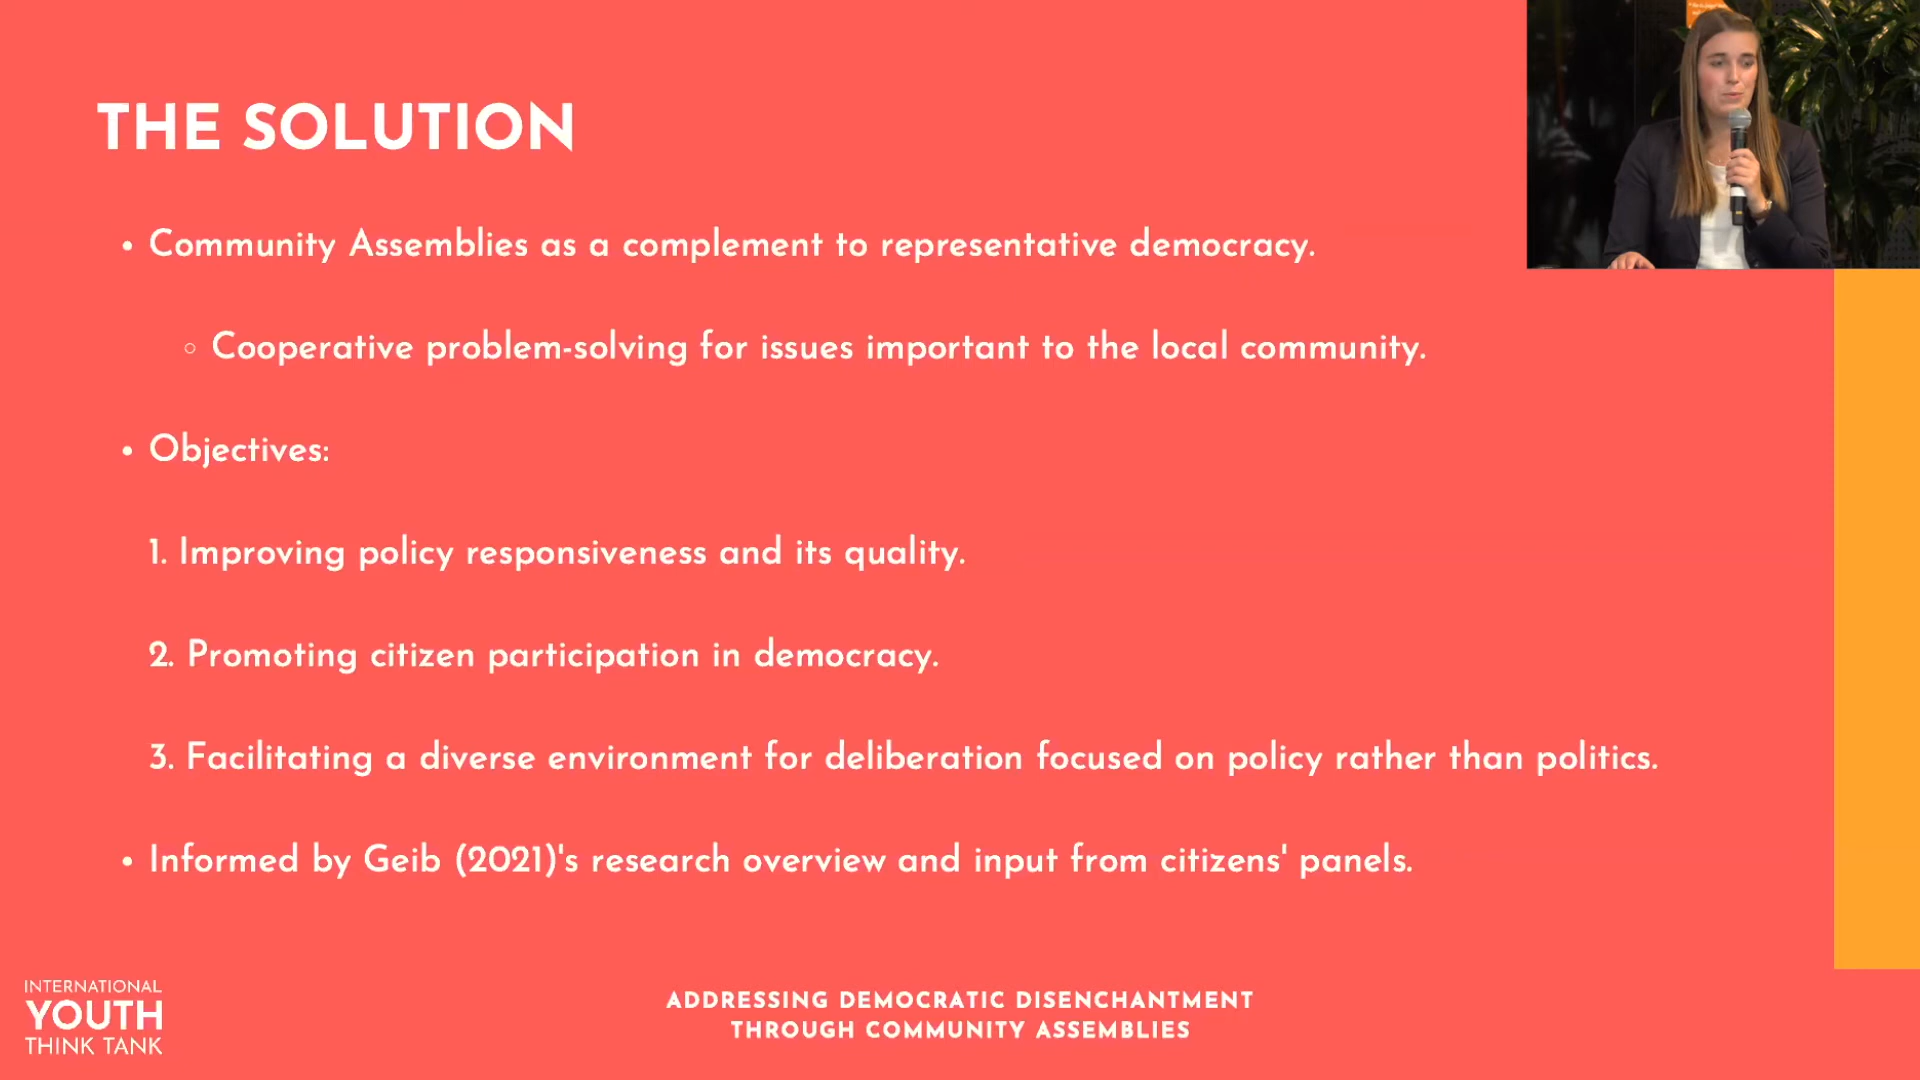 THE SOLUTION
• Community Assemblies as a complement to representative democracy.
◦ Cooperative problem-solving for issues important to the local community.
• Objectives:
1. Improving policy responsiveness and its quality.
2. Promoting citizen participation in democracy.
3. Facilitating a diverse environment for deliberation focused on policy rather than politics.
• Informed by Geib (2021)'s research overview and input from citizens' panels.
INTERNATIONAL
YOUTH
THINK TANK
ADDRESSING DEMOCRATIC DISENCHANTMENT
THROUGH COMMUNITY ASSEMBLIES